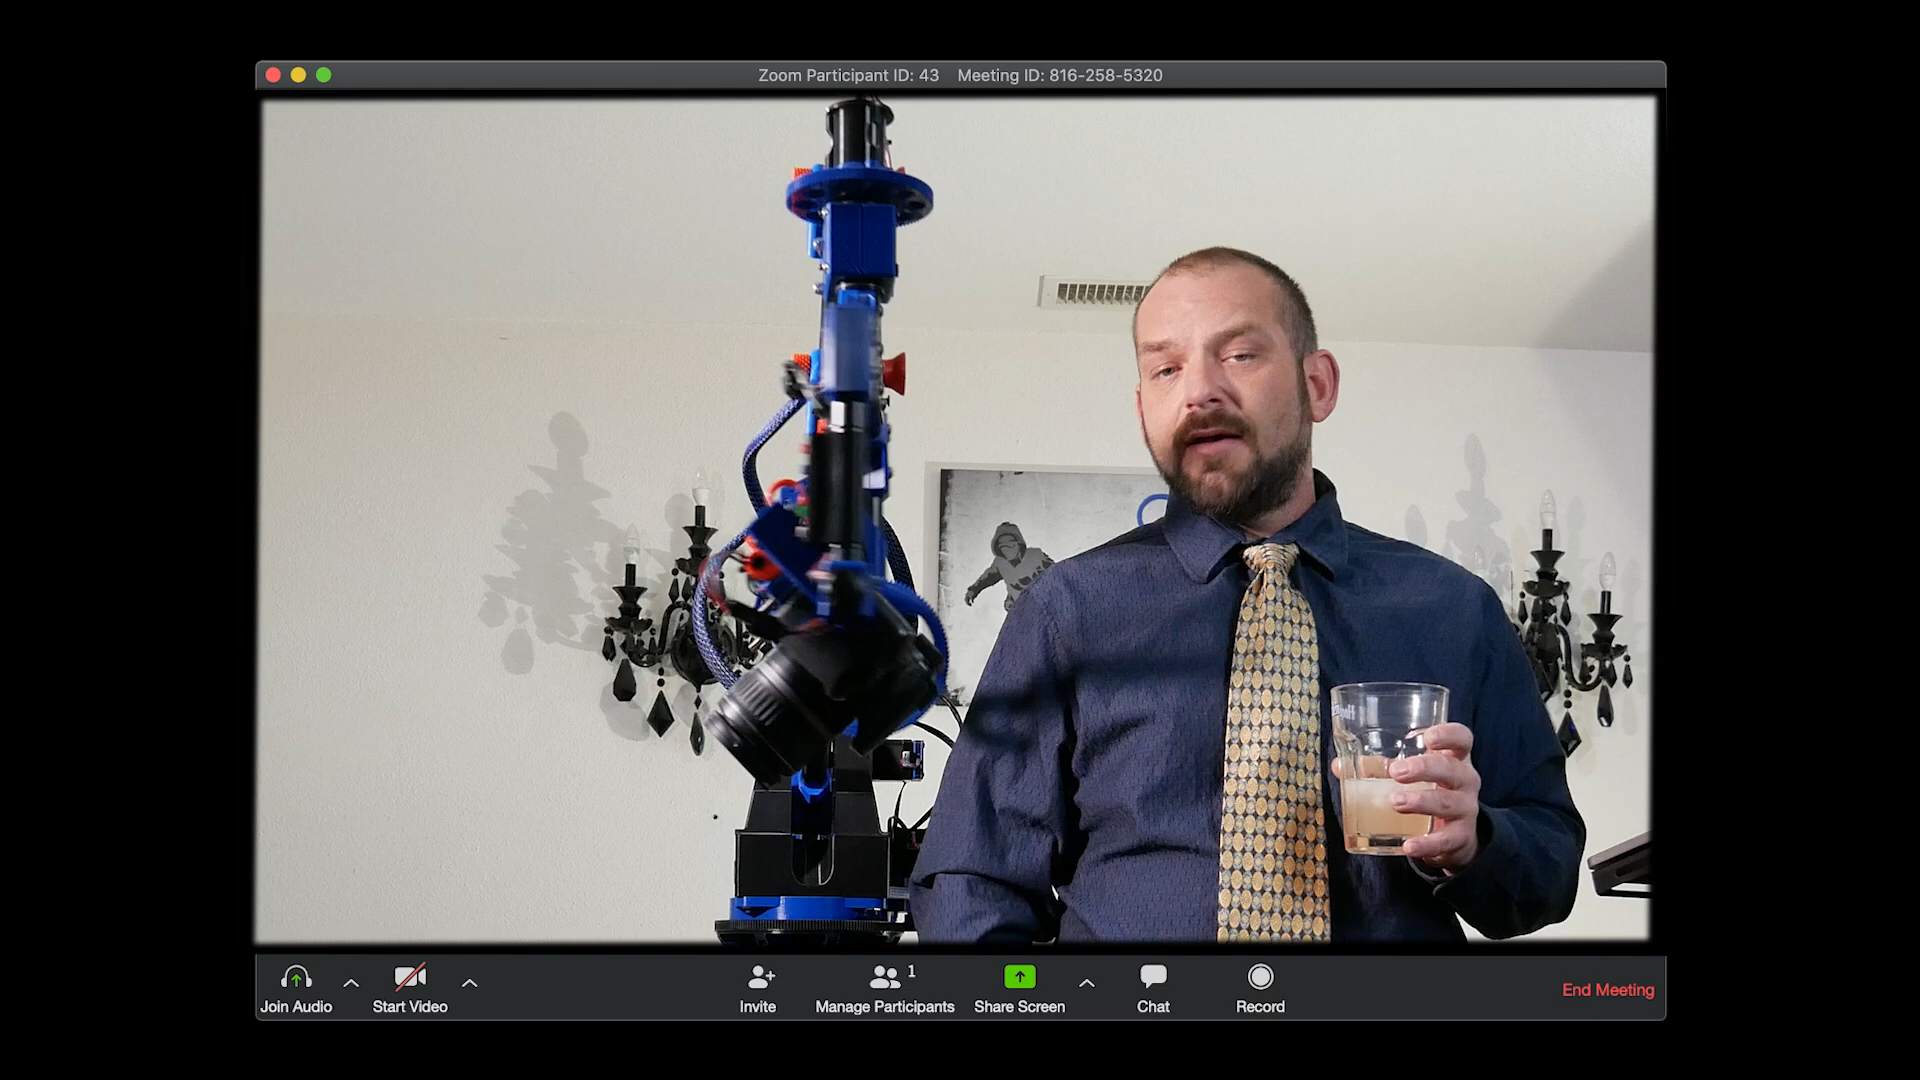 Zoom Participant ID: 43 Meeting ID: 816-258-5320
Join Audio
Start Video
Invite
Manage Participants
1
Share Screen
Chat
Record
End Meeting